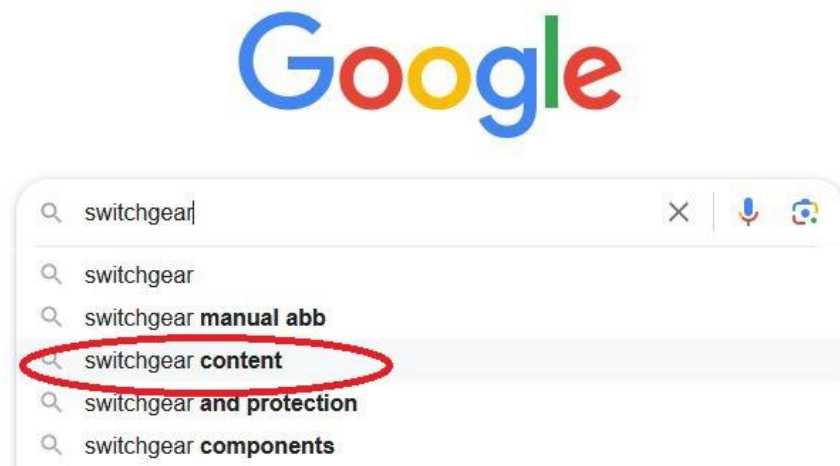 Google
switchgear
switchgear
switchgear manual abb
switchgear content
switchgear and protection
switchgear components